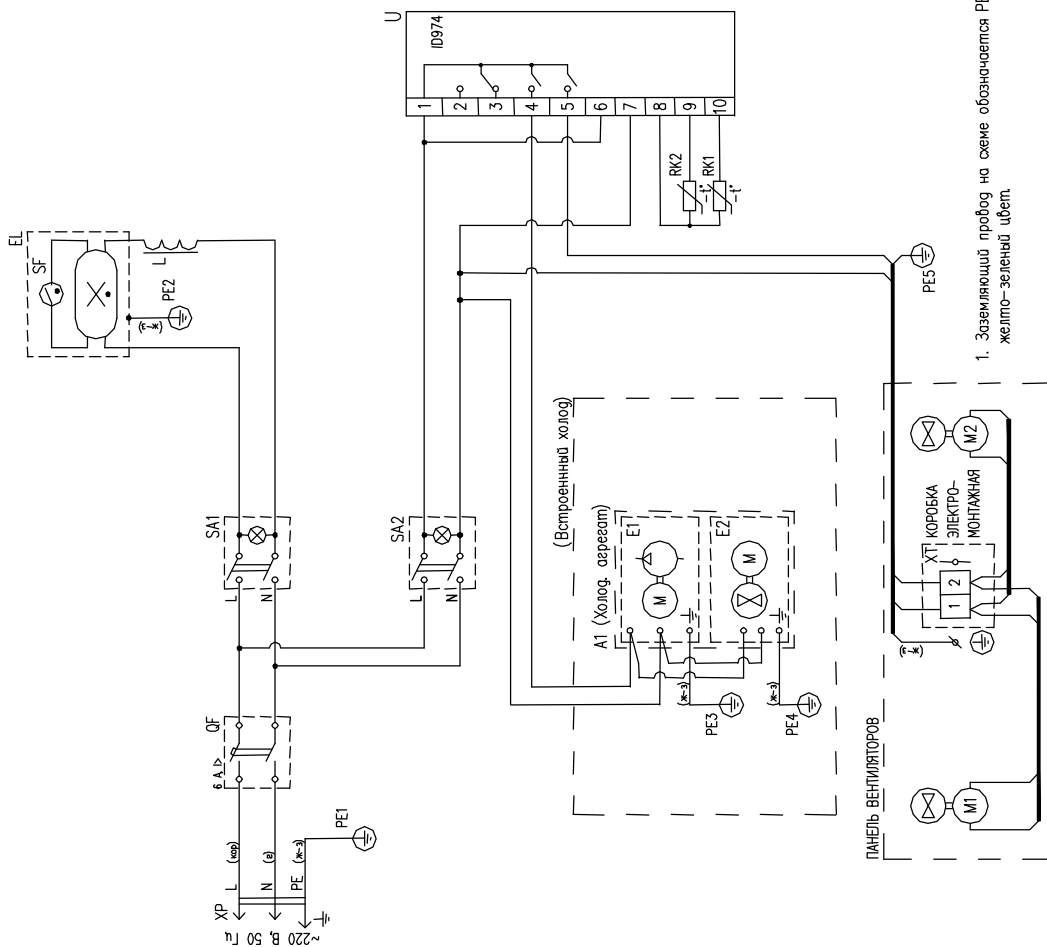 ~220 В, 50 Гц
XP
L
(кор)
N
(г)
PE
(ж-з)
PE1
6 A I>
QF
L
N
SA1
L
N
SA2
EL
SF
L
(ж-з)
PE2
U
ID974
1
2
3
4
5
6
7
8
9
10
RK2
-t°
RK1
-t°
(Встроенный холод)
A1 (Холод. агрегат)
E1
M
E2
M
(ж-з)
PE3
(ж-з)
PE4
PE5
ПАНЕЛЬ ВЕНТИЛЯТОРОВ
M1
(ж-з)
XT
1
2
КОРОБКА
ЭЛЕКТРО-
МОНТАЖНАЯ
M2
1. Заземляющий провод на схеме обозначается PE
желто-зеленый цвет.